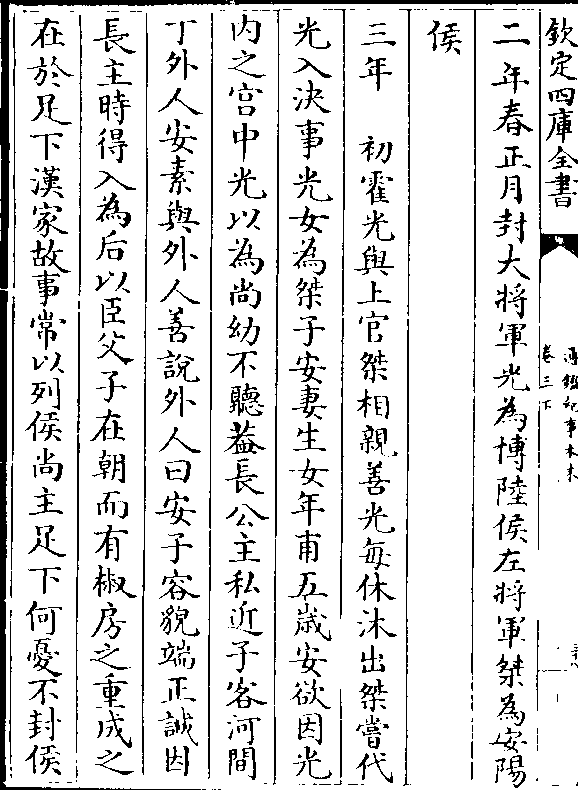 欽定四庫全書
通鑑紀事本末
卷三下
二年春正月封大將軍光為博陸侯左將軍桀為安陽
侯
三年　初霍光與上官桀相親善光每休沐出桀嘗代
光入決事光女為桀子安妻生女年甫五歲安欲因光
内之宫中光以為尚幼不聽葢長公主私近子客河間
丁外人安素與外人善說外人曰安子容貌端正誠因
長主時得入為后以臣父子在朝而有椒房之重成之
在於足下漢家故事常以列侯尚主足下何憂不封侯